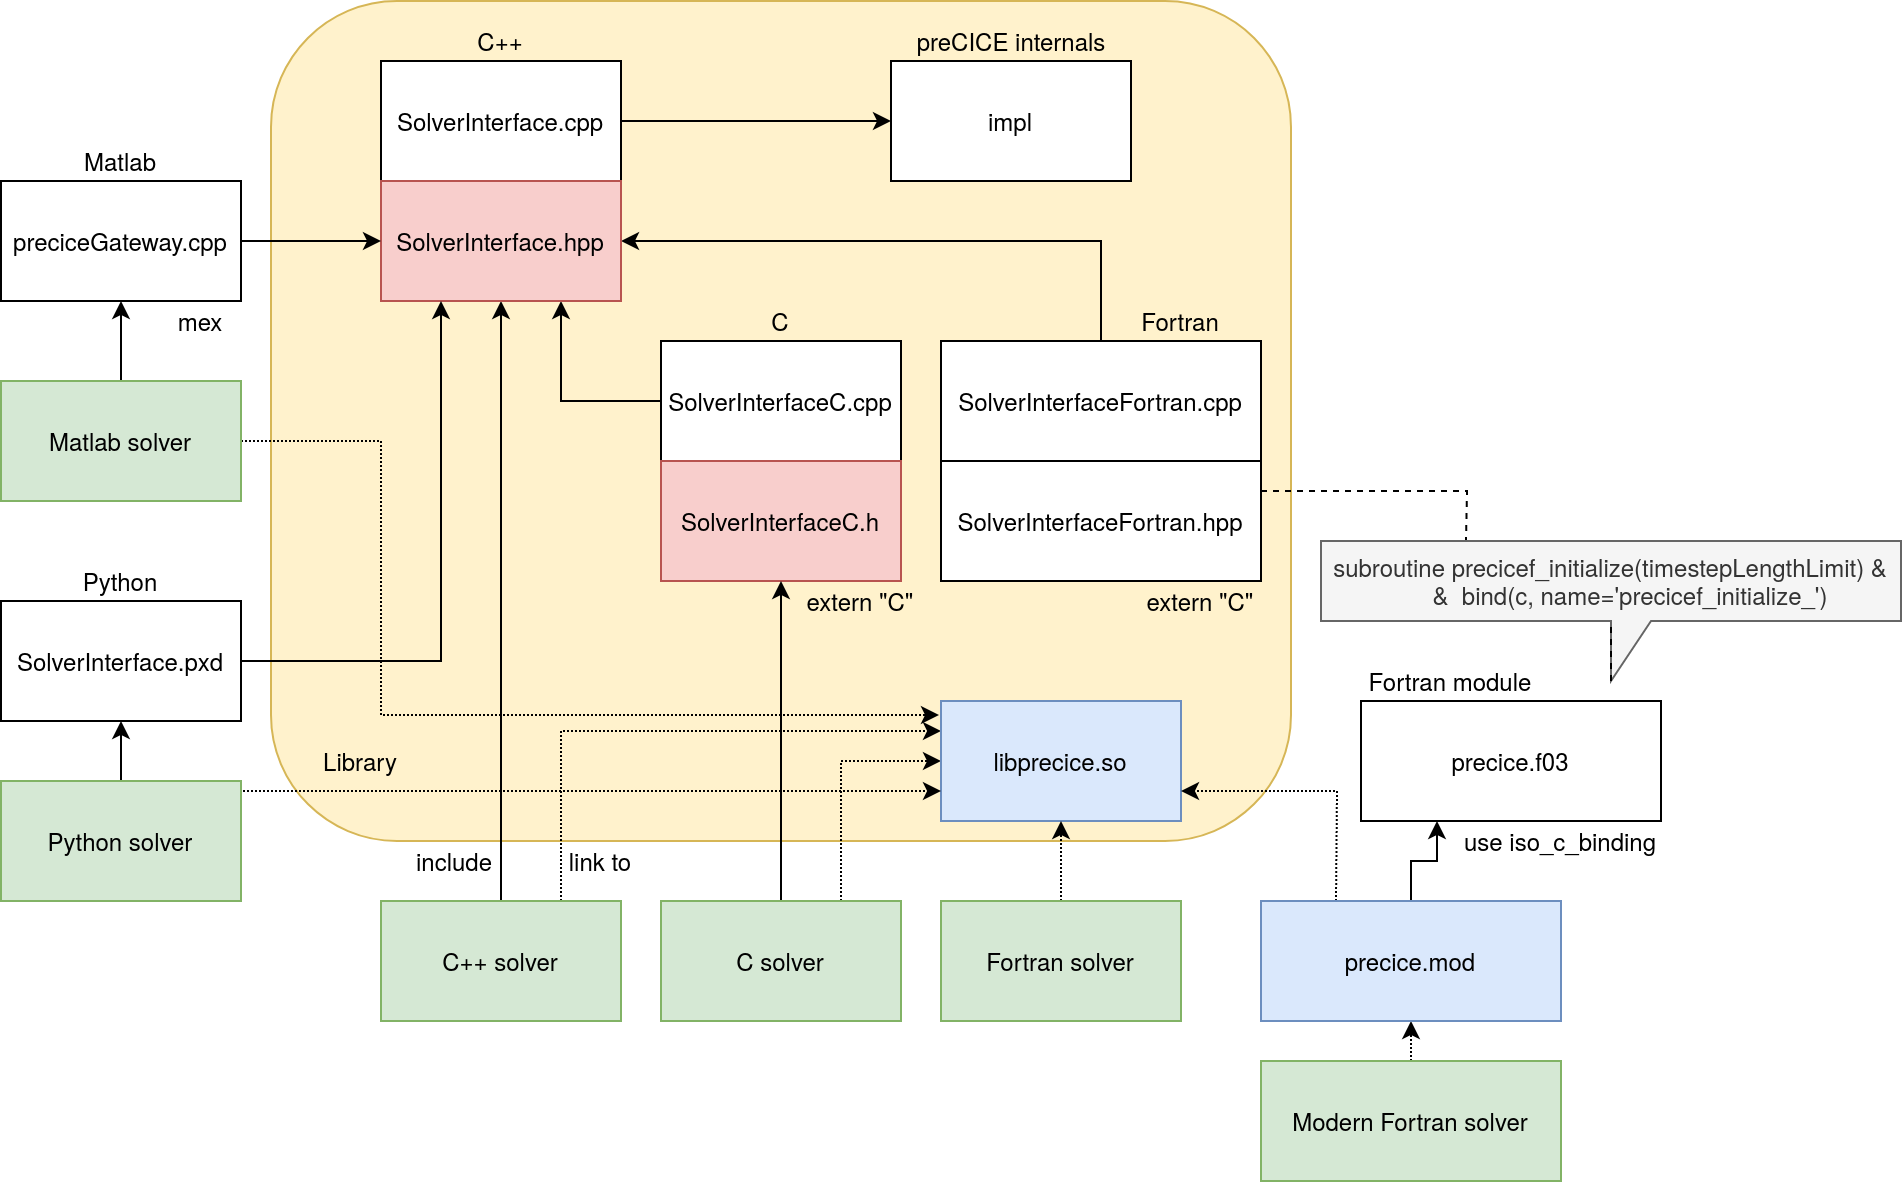 C++
preCICE internals
SolverInterface.cpp
impl
Matlab
preciceGateway.cpp
SolverInterface.hpp
mex
C
Fortran
SolverInterfaceC.cpp
SolverInterfaceFortran.cpp
Matlab solver
SolverInterfaceC.h
SolverInterfaceFortran.hpp
extern "C"
extern "C"
subroutine precicef_initialize(timestepLengthLimit) &
&  bind(c, name='precicef_initialize_')
Python
SolverInterface.pxd
Fortran module
Library
libprecice.so
precice.f03
Python solver
include
link to
use iso_c_binding
C++ solver
C solver
Fortran solver
precice.mod
Modern Fortran solver